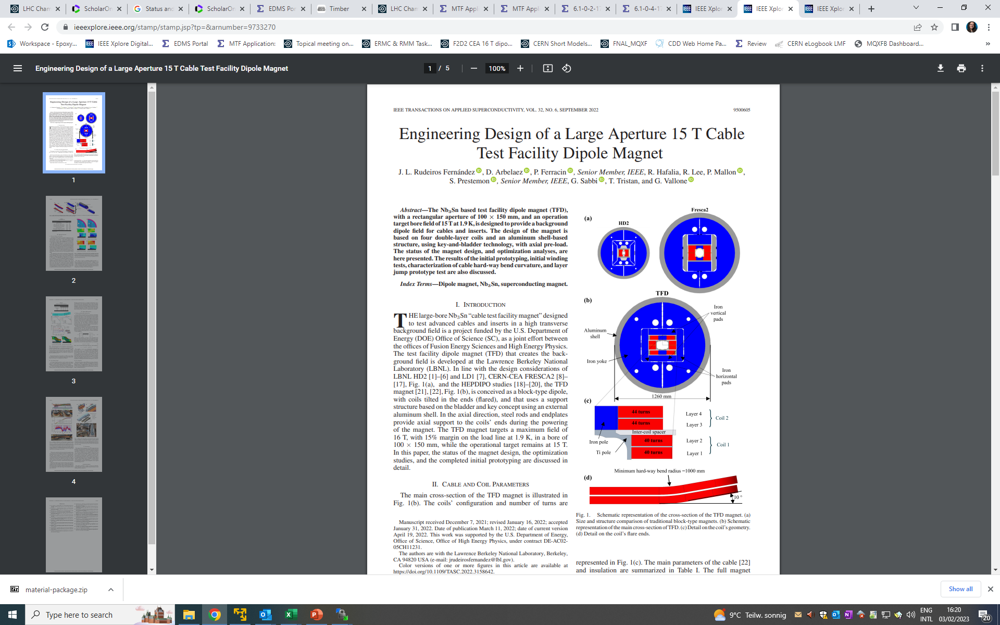 LHC Cham
ScholarOn
Status and
ScholarOn
EDMS Por
Timber
LHC Cham
MTF Appl
MTF Appl
6.1-0-2-1
6.1-0-4-1
IEEE Xplor
IEEE Xplor
IEEE Xplor
ieeexplore.ieee.org/stamp/stamp.jsp?tp=&arnumber=9733270
Workspace - Epoxy...
IEEE Xplore Digital...
EDMS Portal
MTF Application:
Topical meeting on...
ERMC & RMM Task...
F2D2 CEA 16 T dipo...
CERN Short Models...
FNAL_MQXF
CDD Web Home Pa...
Review
CERN eLogbook LMF
MQXFB Dashboard...
Engineering Design of a Large Aperture 15 T Cable Test Facility Dipole Magnet
1 / 5
100%
1
2
3
4
IEEE TRANSACTIONS ON APPLIED SUPERCONDUCTIVITY, VOL. 32, NO. 6, SEPTEMBER 2022
9500605
Engineering Design of a Large Aperture 15 T Cable
Test Facility Dipole Magnet
J. L. Rudeiros Fernández, D. Arbelaez, P. Ferracin, Senior Member, IEEE, R. Hafalia, R. Lee, P. Mallon,
S. Prestemon, Senior Member, IEEE, G. Sabbi, T. Tristan, and G. Vallone
Abstract—The Nb₃Sn based test facility dipole magnet (TFD),
with a rectangular aperture of 100 × 150 mm, and an operation
target bore field of 15 T at 1.9 K, is designed to provide a background
dipole field for cables and inserts. The design of the magnet is
based on four double-layer coils and an aluminum shell-based
structure, using key-and-bladder technology, with axial pre-load.
The status of the magnet design, and optimization analyses, are
here presented. The results of the initial prototyping, initial winding
tests, characterization of cable hard-way bend curvature, and layer
jump prototype test are also discussed.
Index Terms—Dipole magnet, Nb₃Sn, superconducting magnet.
I. INTRODUCTION
THE large-bore Nb₃Sn “cable test facility magnet” designed
to test advanced cables and inserts in a high transverse
background field is a project funded by the U.S. Department of
Energy (DOE) Office of Science (SC), as a joint effort between
the offices of Fusion Energy Sciences and High Energy Physics.
The test facility dipole magnet (TFD) that creates the back-
ground field is developed at the Lawrence Berkeley National
Laboratory (LBNL). In line with the design considerations of
LBNL HD2 [1]–[6] and LD1 [7], CERN-CEA FRESCA2 [8]–
[17], Fig. 1(a), and the HEPDIPO studies [18]–[20], the TFD
magnet [21], [22], Fig. 1(b), is conceived as a block-type dipole,
with coils tilted in the ends (flared), and that uses a support
structure based on the bladder and key concept using an external
aluminum shell. In the axial direction, steel rods and endplates
provide axial support to the coils’ ends during the powering
of the magnet. The TFD magnet targets a maximum field of
16 T, with 15% margin on the load line at 1.9 K, in a bore of
100 × 150 mm, while the operational target remains at 15 T.
In this paper, the status of the magnet design, the optimization
studies, and the completed initial prototyping are discussed in
detail.
II. CABLE AND COIL PARAMETERS
The main cross-section of the TFD magnet is illustrated in
Fig. 1(b). The coils’ configuration and number of turns are
Manuscript received December 7, 2021; revised January 16, 2022; accepted
January 31, 2022. Date of publication March 11, 2022; date of current version
April 19, 2022. This work was supported by the U.S. Department of Energy,
Office of Science, Office of High Energy Physics, under contract DE-AC02-
05CH11231.
The authors are with the Lawrence Berkeley National Laboratory, Berkeley,
CA 94820 USA (e-mail: jrudeirosfernandez@lbl.gov).
Color versions of one or more figures in this article are available at
https://doi.org/10.1109/TASC.2022.3158642.
(a)
HD2
Fresca2
(b)
TFD
Iron
vertical
pads
Aluminum
shell
Iron yoke
Iron
horizontal
pads
1260 mm
(c)
44 turns
44 turns
Inter-coil spacer
40 turns
40 turns
Iron pole
Ti pole
Layer 4
Layer 3
Coil 2
Layer 2
Layer 1
Coil 1
Minimum hard-way bend radius =1000 mm
(d)
10 °
Fig. 1. Schematic representation of the cross-section of the TFD magnet. (a)
Size and structure comparison of traditional block-type magnets. (b) Schematic
representation of the main cross-section of TFD. (c) Detail on the coil’s geometry.
(d) Detail on the coil’s flare ends.
represented in Fig. 1(c). The main parameters of the cable [22]
and insulation are summarized in Table I. The full magnet
material-package.zip
Show all
Type here to search
9°C Teilw. sonnig
ENG
INTL
16:20
03/02/2023
20